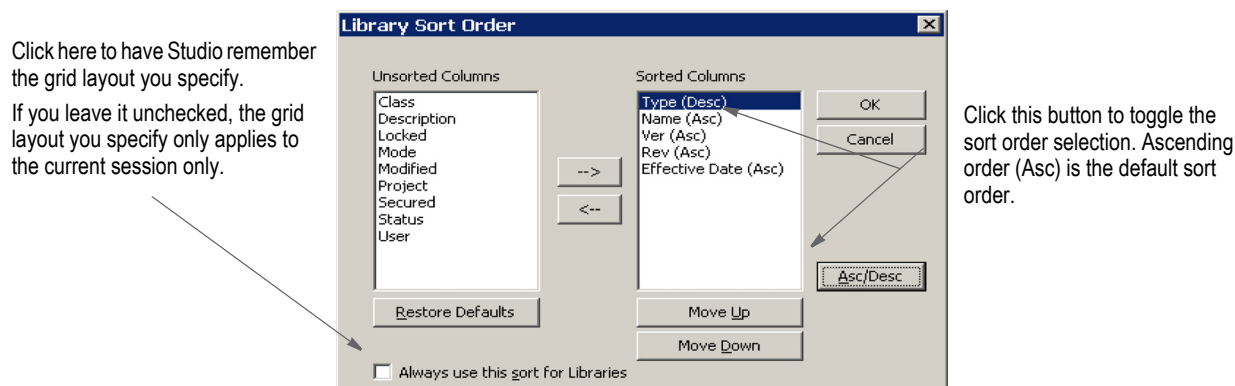 Library Sort Order
Click here to have Studio remember
the grid layout you specify.
If you leave it unchecked, the grid
layout you specify only applies to
the current session only.
Unsorted Columns
Class
Description
Locked
Mode
Modified
Project
Secured
Status
User
-->
<--
Sorted Columns
Type (Desc)
Name (Asc)
Ver (Asc)
Rev (Asc)
Effective Date (Asc)
OK
Cancel
Asc/Desc
Restore Defaults
Move Up
Move Down
Always use this sort for Libraries
Click this button to toggle the
sort order selection. Ascending
order (Asc) is the default sort
order.